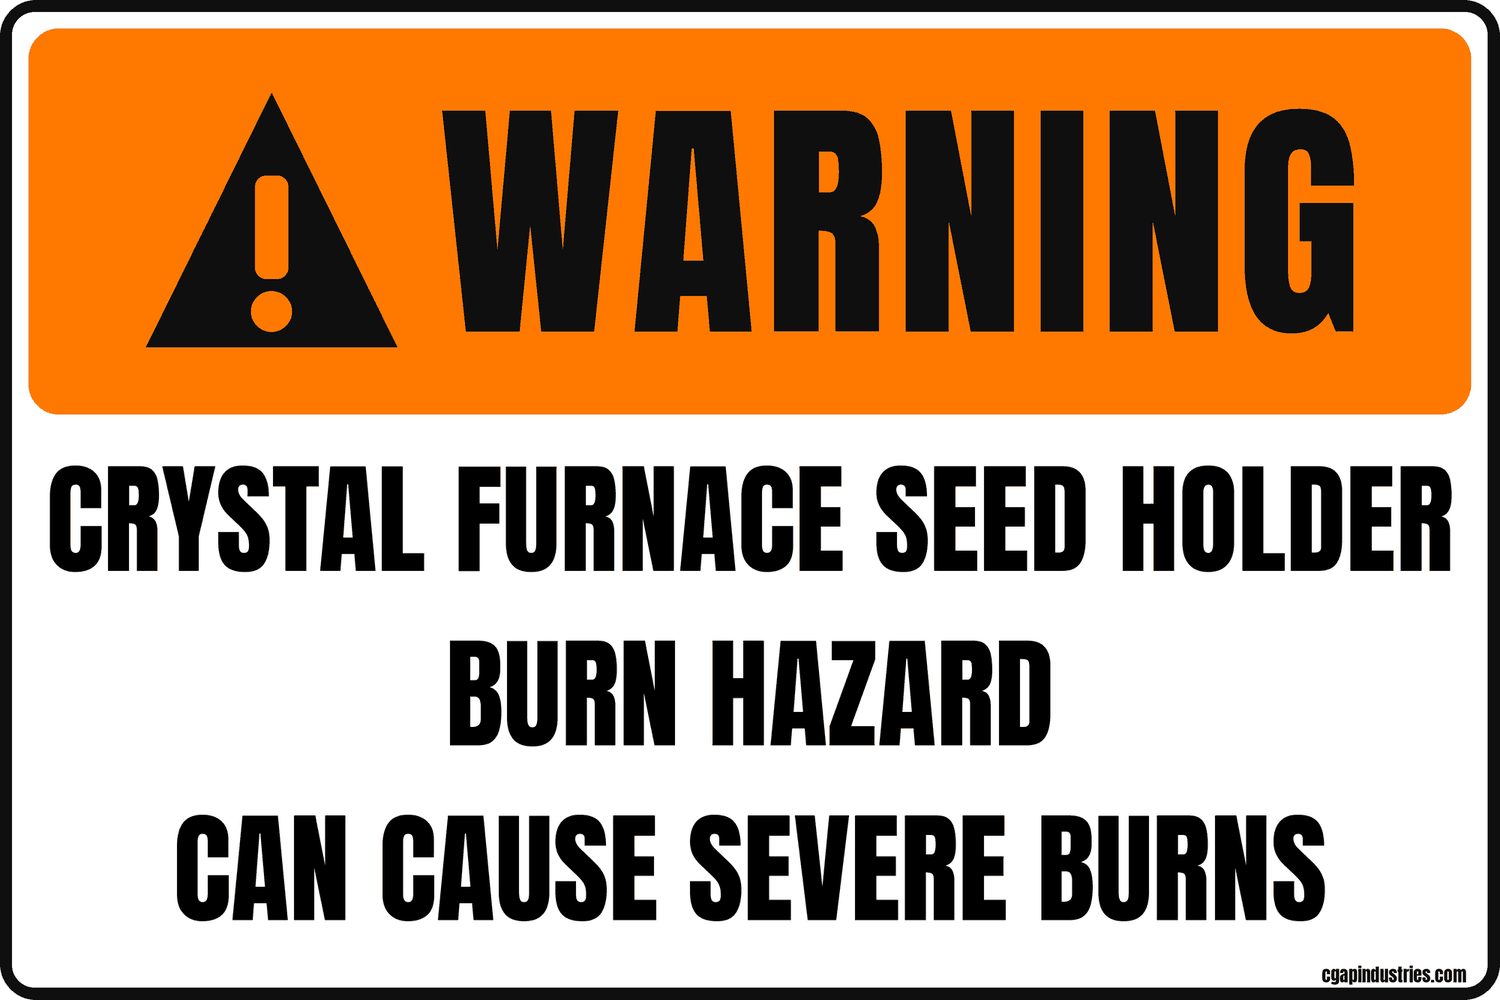 WARNING
CRYSTAL FURNACE SEED HOLDER
BURN HAZARD
CAN CAUSE SEVERE BURNS
cgapindustries.com